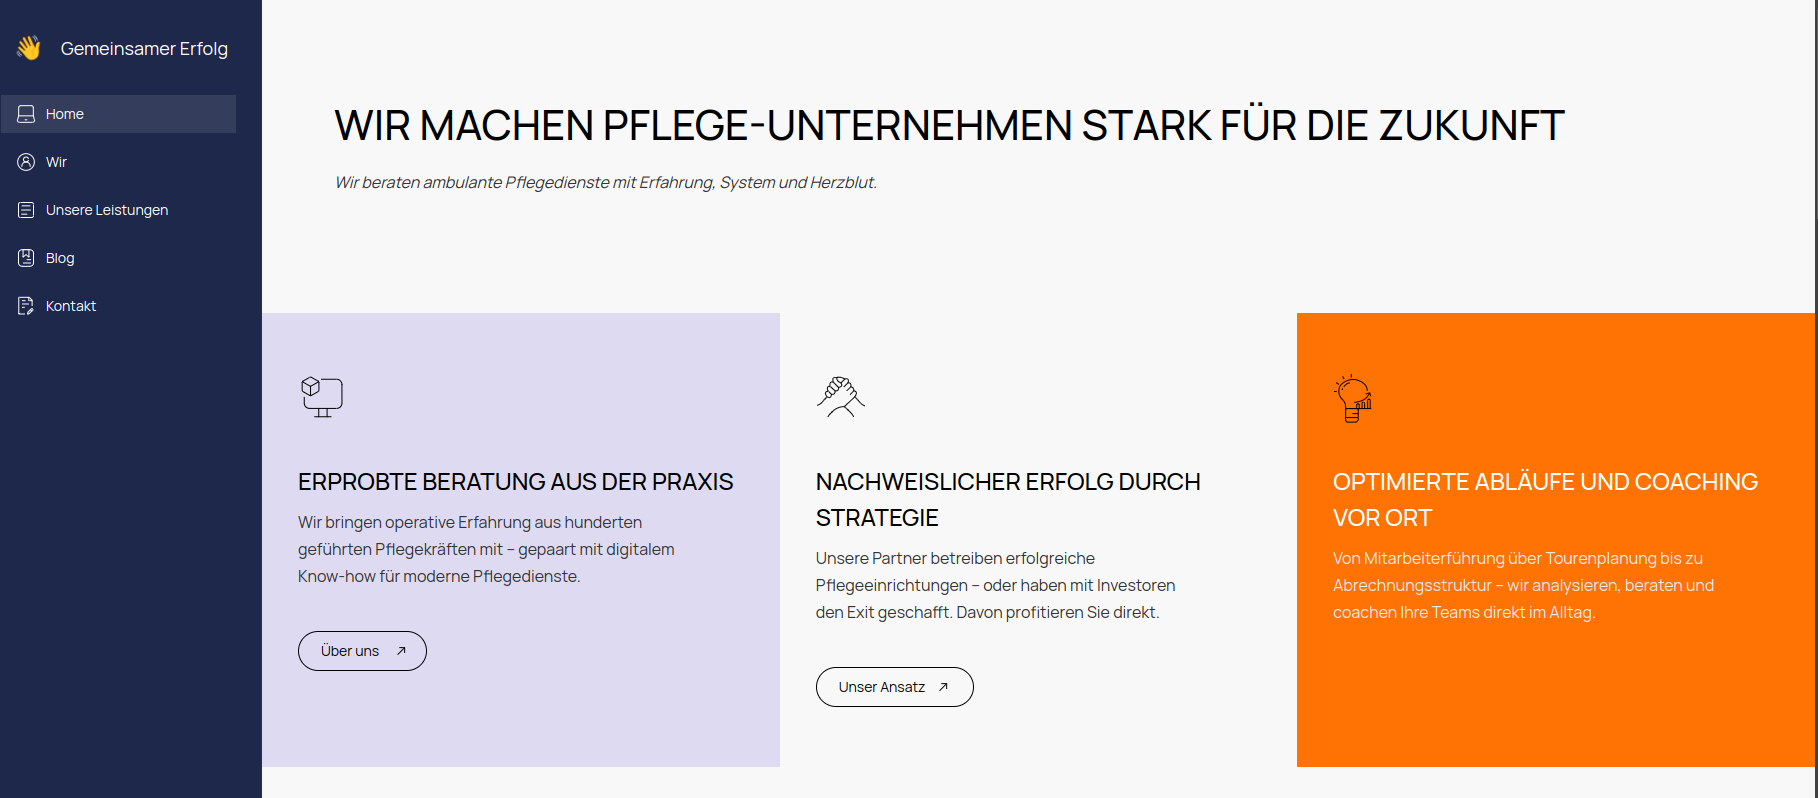 Gemeinsamer Erfolg
Home
Wir
Unsere Leistungen
Blog
Kontakt
WIR MACHEN PFLEGE-UNTERNEHMEN STARK FÜR DIE ZUKUNFT
Wir beraten ambulante Pflegedienste mit Erfahrung, System und Herzblut.
ERPROBTE BERATUNG AUS DER PRAXIS
Wir bringen operative Erfahrung aus hunderten
geführten Pflegekräften mit – gepaart mit digitalem
Know-how für moderne Pflegedienste.
Über uns
NACHWEISLICHER ERFOLG DURCH
STRATEGIE
Unsere Partner betreiben erfolgreiche
Pflegeeinrichtungen – oder haben mit Investoren
den Exit geschafft. Davon profitieren Sie direkt.
Unser Ansatz
OPTIMIERTE ABLÄUFE UND COACHING
VOR ORT
Von Mitarbeiterführung über Tourenplanung bis zu
Abrechnungsstruktur – wir analysieren, beraten und
coachen Ihre Teams direkt im Alltag.